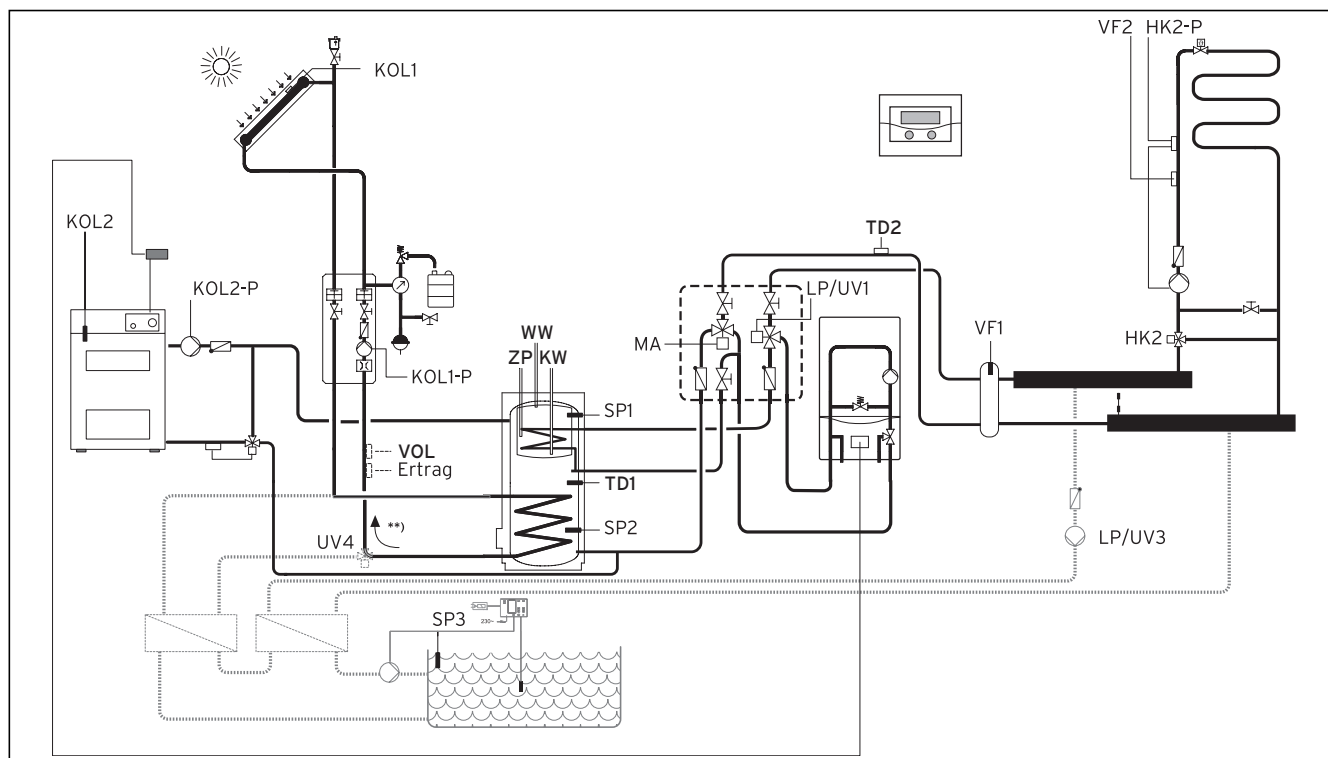 VF2 HK2-P
KOL1
KOL2
TD2
KOL2-P
LP/UV1
VF1
WW
MA
HK2
ZP KW
KOL1-P
SP1
VOL
Ertrag
TD1
**)
SP2
UV4
LP/UV3
SP3
230~